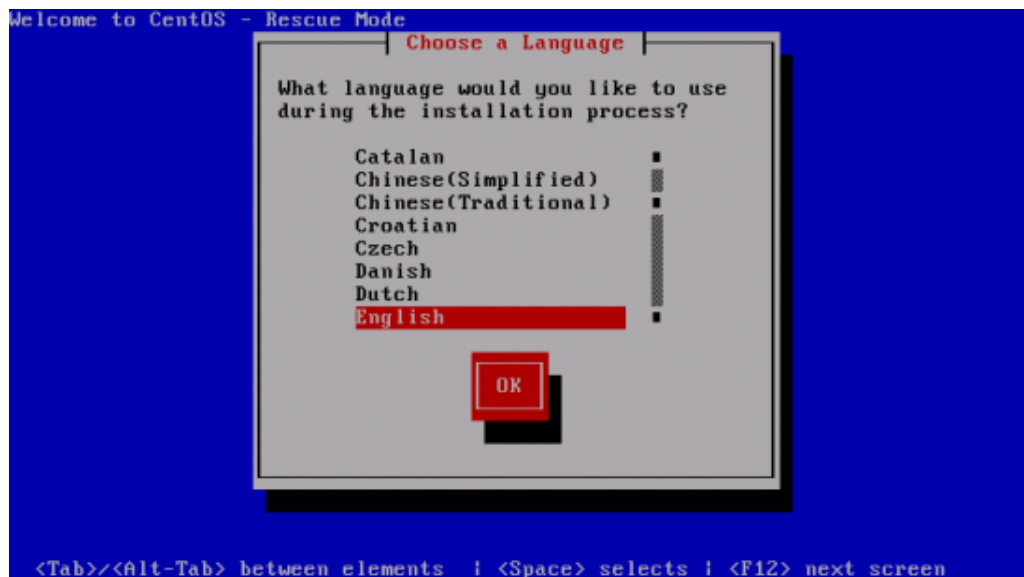 Welcome to CentOS - Rescue Mode
Choose a Language
What language would you like to use
during the installation process?
Catalan
Chinese(Simplified)
Chinese(Traditional)
Croatian
Czech
Danish
Dutch
English
OK
<Tab>/<Alt-Tab> between elements | <Space> selects | <F12> next screen